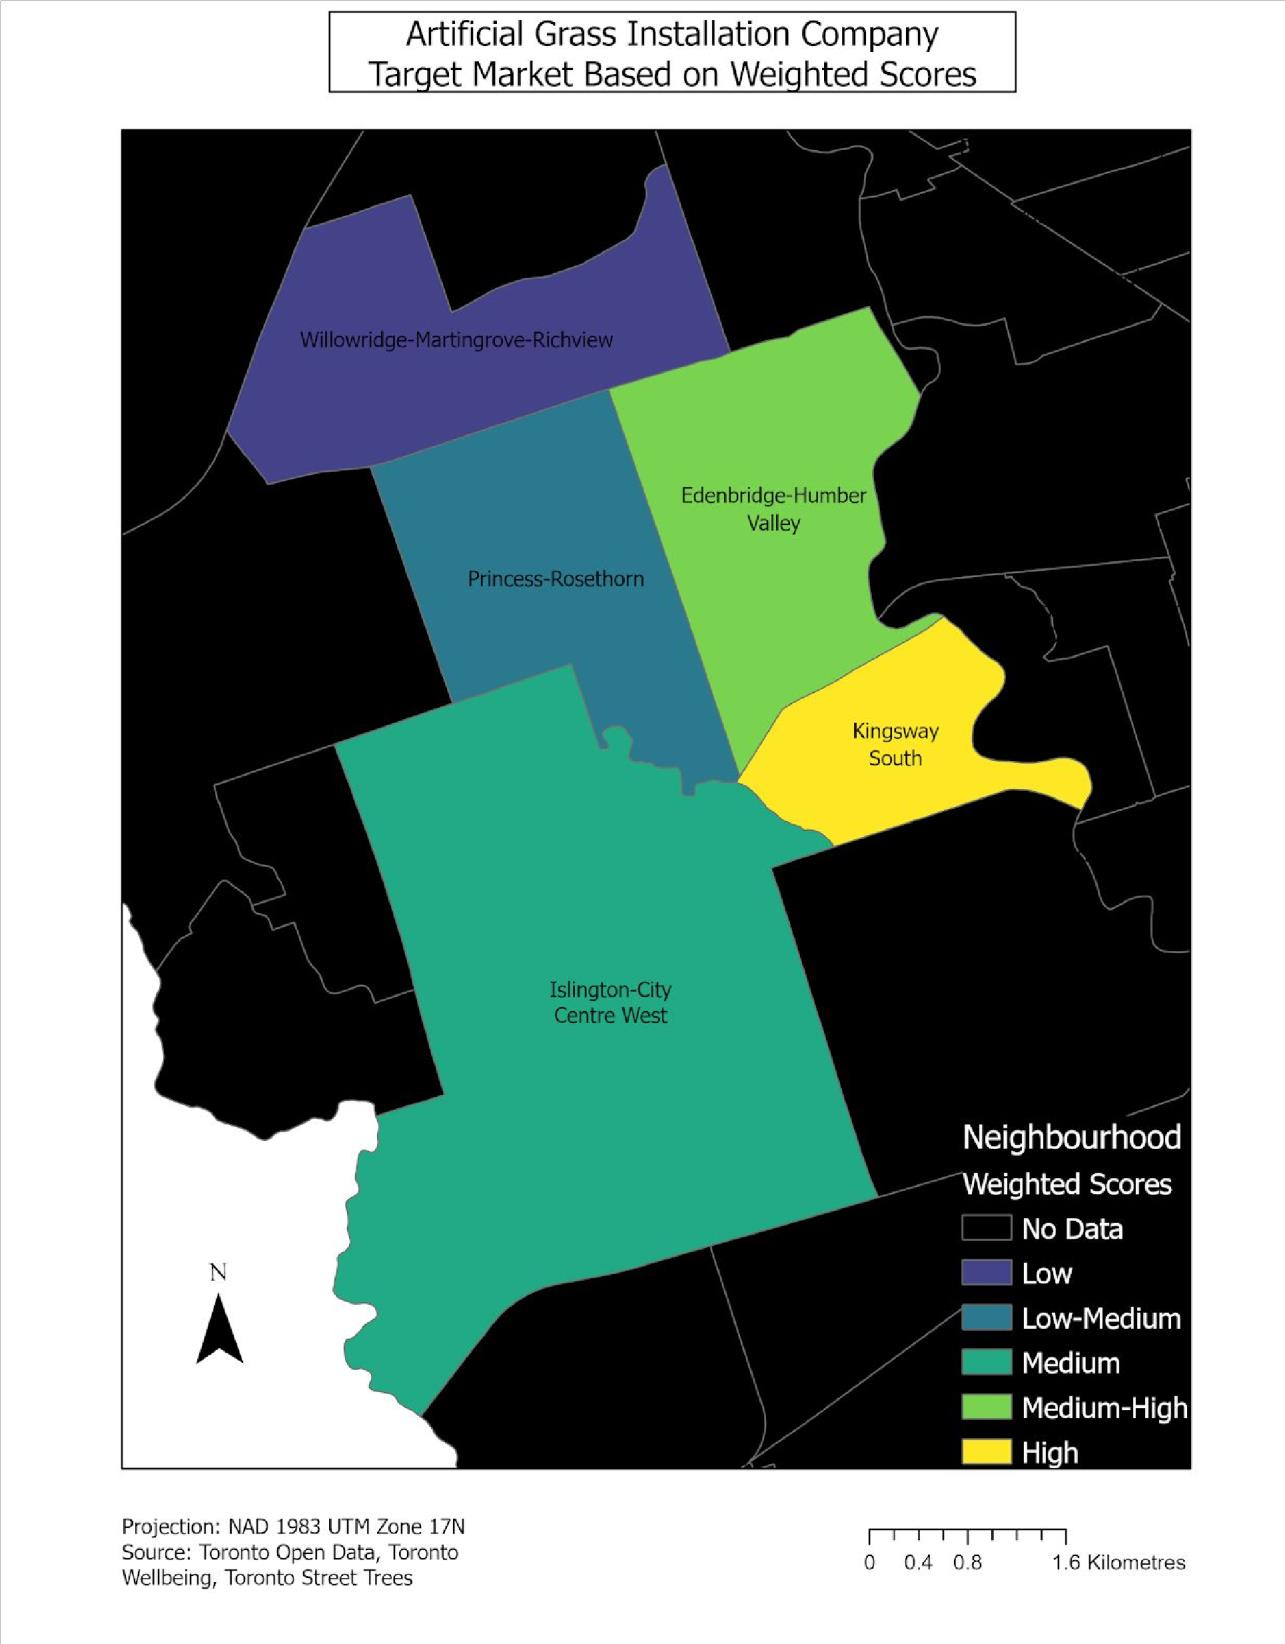 Artificial Grass Installation Company
Target Market Based on Weighted Scores
Willowridge-Martingrove-Richview
Edenbridge-Humber
Valley
Princess-Rosethorn
Kingsway
South
Islington-City
Centre West
Neighbourhood
Weighted Scores
No Data
Low
Low-Medium
Medium
Medium-High
High
N
Projection: NAD 1983 UTM Zone 17N
Source: Toronto Open Data, Toronto
Wellbeing, Toronto Street Trees
0 0.4 0.8 1.6 Kilometres